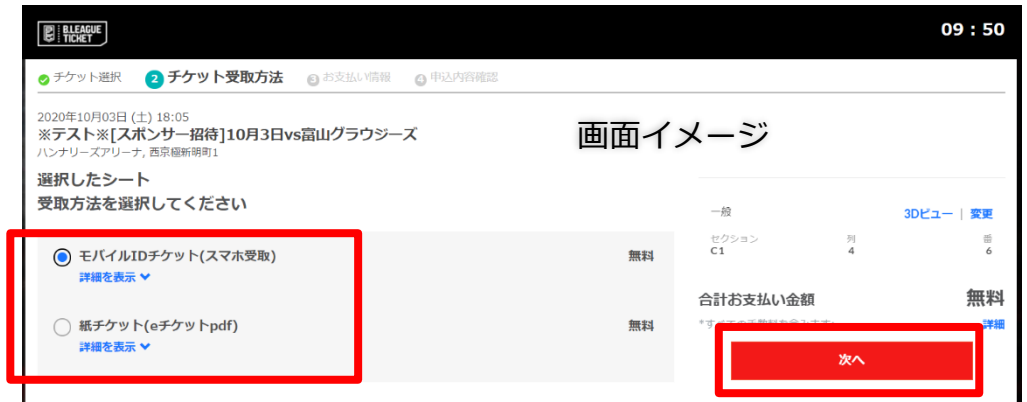 B.LEAGUE
TICKET
09 : 50
チケット選択 2 チケット受取方法 3 お支払い情報 4 申込内容確認
2020年10月03日 (土) 18:05
※テスト※[スポンサー招待]10月3日vs富山グラウジーズ
ハンナリーズアリーナ, 西京極新明町1
画面イメージ
選択したシート
受取方法を選択してください
モバイルIDチケット(スマホ受取) 無料
詳細を表示
紙チケット(eチケットpdf) 無料
詳細を表示
一般 3Dビュー | 変更
セクション 列 番
C1 4 6
合計お支払い金額 無料
詳細
次へ